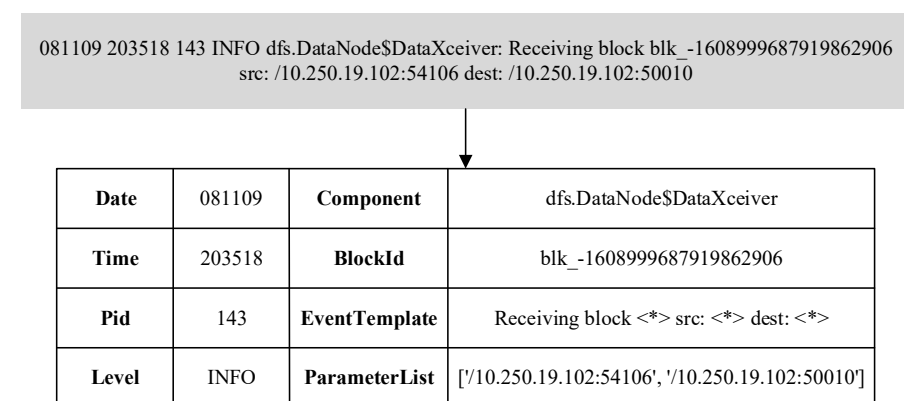 081109 203518 143 INFO dfs.DataNode$DataXceiver: Receiving block blk_-1608999687919862906
src: /10.250.19.102:54106 dest: /10.250.19.102:50010
Date 081109 Component dfs.DataNode$DataXceiver
Time 203518 BlockId blk_-1608999687919862906
Pid 143 EventTemplate Receiving block <*> src: <*> dest: <*>
Level INFO ParameterList ['/10.250.19.102:54106', '/10.250.19.102:50010']